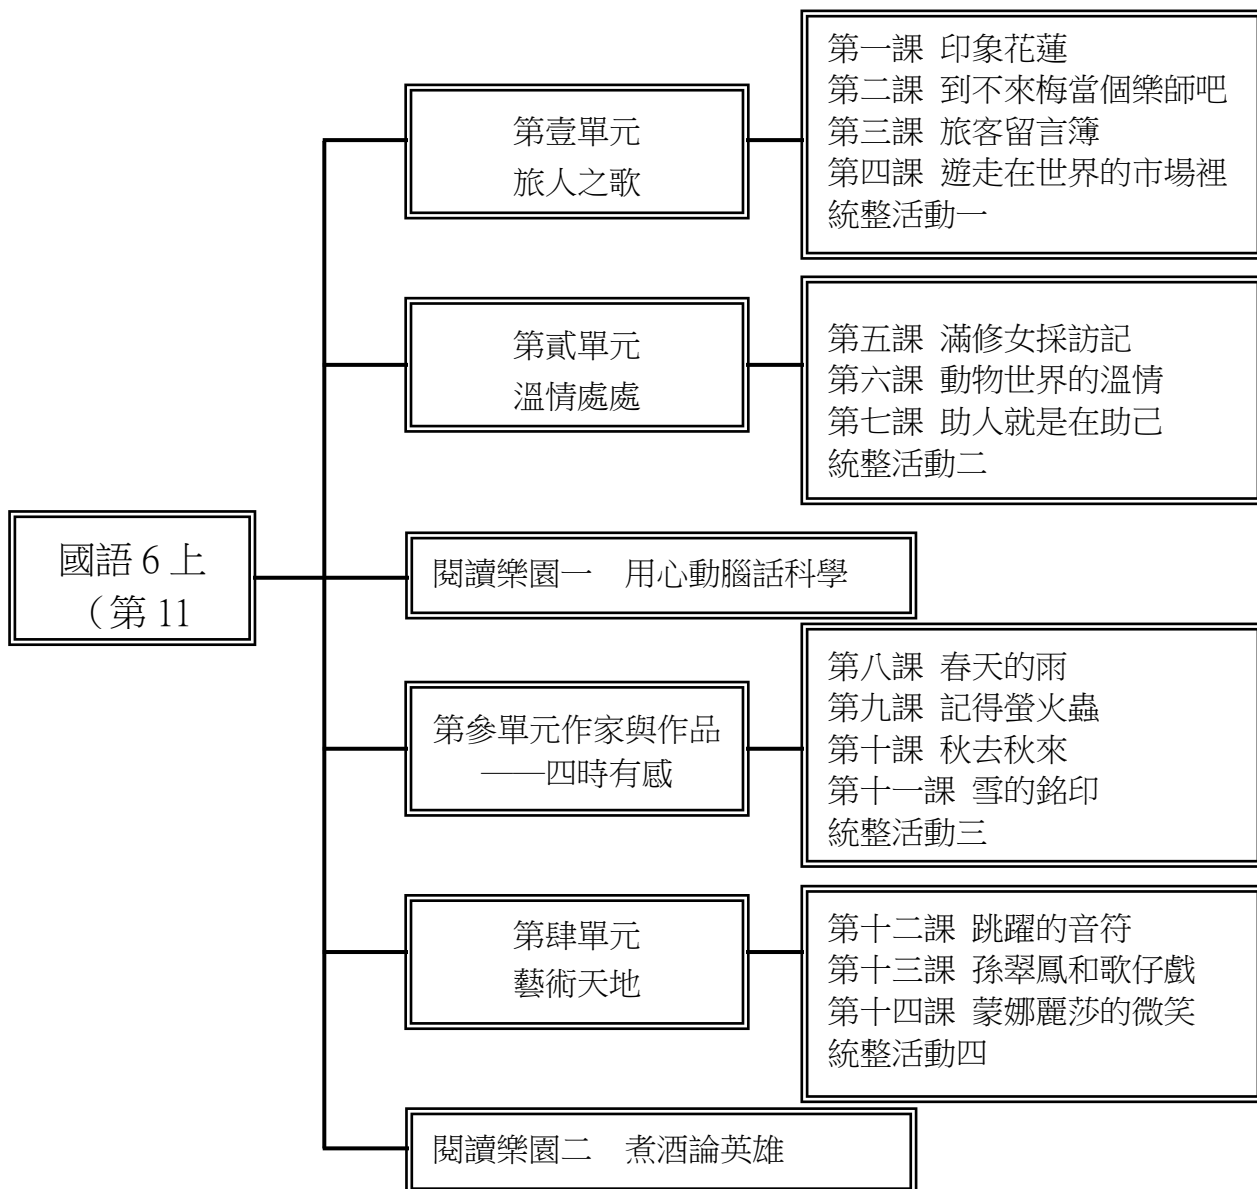 國語 6 上
（第 11
第壹單元
旅人之歌
第一課 印象花蓮
第二課 到不來梅當個樂師吧
第三課 旅客留言簿
第四課 遊走在世界的市場裡
統整活動一
第貳單元
溫情處處
第五課 滿修女採訪記
第六課 動物世界的溫情
第七課 助人就是在助己
統整活動二
閱讀樂園一　用心動腦話科學
第參單元作家與作品
——四時有感
第八課 春天的雨
第九課 記得螢火蟲
第十課 秋去秋來
第十一課 雪的銘印
統整活動三
第肆單元
藝術天地
第十二課 跳躍的音符
第十三課 孫翠鳳和歌仔戲
第十四課 蒙娜麗莎的微笑
統整活動四
閱讀樂園二　煮酒論英雄